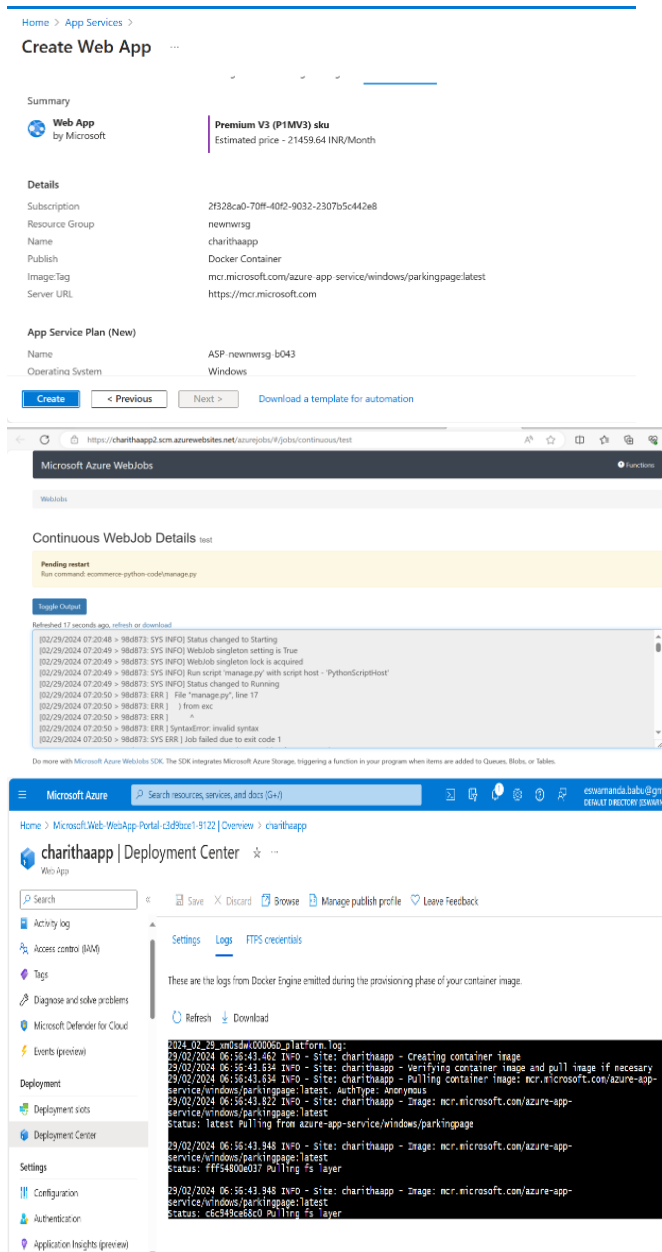 Home > App Services >
Create Web App ...
Summary
Web App
by Microsoft
Premium V3 (P1MV3) sku
Estimated price - 21459.64 INR/Month
Details
Subscription 2f328ca0-70ff-40f2-9032-2307b5c442e8
Resource Group newnwrsg
Name charithaapp
Publish Docker Container
Image:Tag mcr.microsoft.com/azure-app-service/windows/parkingpage:latest
Server URL https://mcr.microsoft.com
App Service Plan (New)
Name ASP-newnwrsg-b043
Operating System Windows
Create < Previous Next > Download a template for automation
https://charithaapp2.scm.azurewebsites.net/azurejobs/#/jobs/continuous/test
Microsoft Azure WebJobs Functions
WebJobs
Continuous WebJob Details test
Pending restart
Run command: ecommerce-python-code\manage.py
Toggle Output
Refreshed 17 seconds ago, refresh or download
[02/29/2024 07:20:48 > 98d873: SYS INFO] Status changed to Starting
[02/29/2024 07:20:49 > 98d873: SYS INFO] WebJob singleton setting is True
[02/29/2024 07:20:49 > 98d873: SYS INFO] WebJob singleton lock is acquired
[02/29/2024 07:20:49 > 98d873: SYS INFO] Run script 'manage.py' with script host - 'PythonScriptHost'
[02/29/2024 07:20:49 > 98d873: SYS INFO] Status changed to Running
[02/29/2024 07:20:50 > 98d873: ERR ] File "manage.py", line 17
[02/29/2024 07:20:50 > 98d873: ERR ] ) from exc
[02/29/2024 07:20:50 > 98d873: ERR ] ^
[02/29/2024 07:20:50 > 98d873: ERR ] SyntaxError: invalid syntax
[02/29/2024 07:20:50 > 98d873: SYS ERR ] Job failed due to exit code 1
Do more with Microsoft Azure WebJobs SDK. The SDK integrates Microsoft Azure Storage, triggering a function in your program when items are added to Queues, Blobs, or Tables.
Microsoft Azure Search resources, services, and docs (G+/) 1 eswarnanda.babu@gm
DEFAULT DIRECTORY
Home > Microsoft.Web-WebApp-Portal-c3d9bce1-9122 | Overview > charithaapp
charithaapp | Deployment Center ...
Web App
Search Save Discard Browse Manage publish profile Leave Feedback
Activity log
Access control (IAM)
Tags
Diagnose and solve problems
Microsoft Defender for Cloud
Events (preview)
Deployment
Deployment slots
Deployment Center
Settings
Configuration
Authentication
Application Insights (preview)
Settings Logs FTPS credentials
These are the logs from Docker Engine emitted during the provisioning phase of your container image.
Refresh Download
29/02/2024 06:56:43.462 INFO - Site: charithaapp - Creating container image
29/02/2024 06:56:43.634 INFO - Site: charithaapp - Verifying container image and pull image if necesary
29/02/2024 06:56:43.634 INFO - Site: charithaapp - Pulling container image: mcr.microsoft.com/azure-app-
service/windows/parkingpage:latest. AuthType: Anonymous
29/02/2024 06:56:43.822 INFO - Site: charithaapp - Image: mcr.microsoft.com/azure-app-
service/windows/parkingpage:latest
Status: latest Pulling from azure-app-service/windows/parkingpage
29/02/2024 06:56:43.948 INFO - Site: charithaapp - Image: mcr.microsoft.com/azure-app-
service/windows/parkingpage:latest
Status: fff54800e037 Pulling fs layer
29/02/2024 06:56:43.948 INFO - Site: charithaapp - Image: mcr.microsoft.com/azure-app-
service/windows/parkingpage:latest
Status: c6c949ce68c0 Pulling fs layer